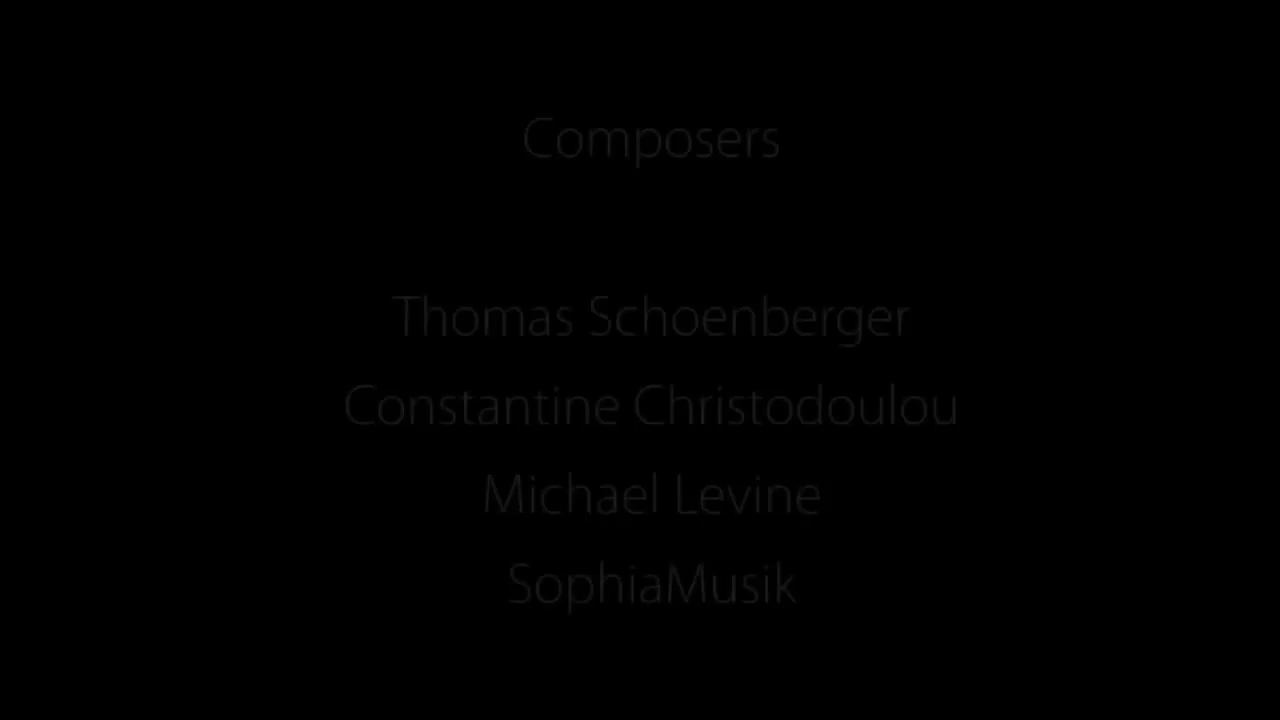 Composers
Thomas Schoenberger
Constantine Christodoulou
Michael Levine
SophiaMusik